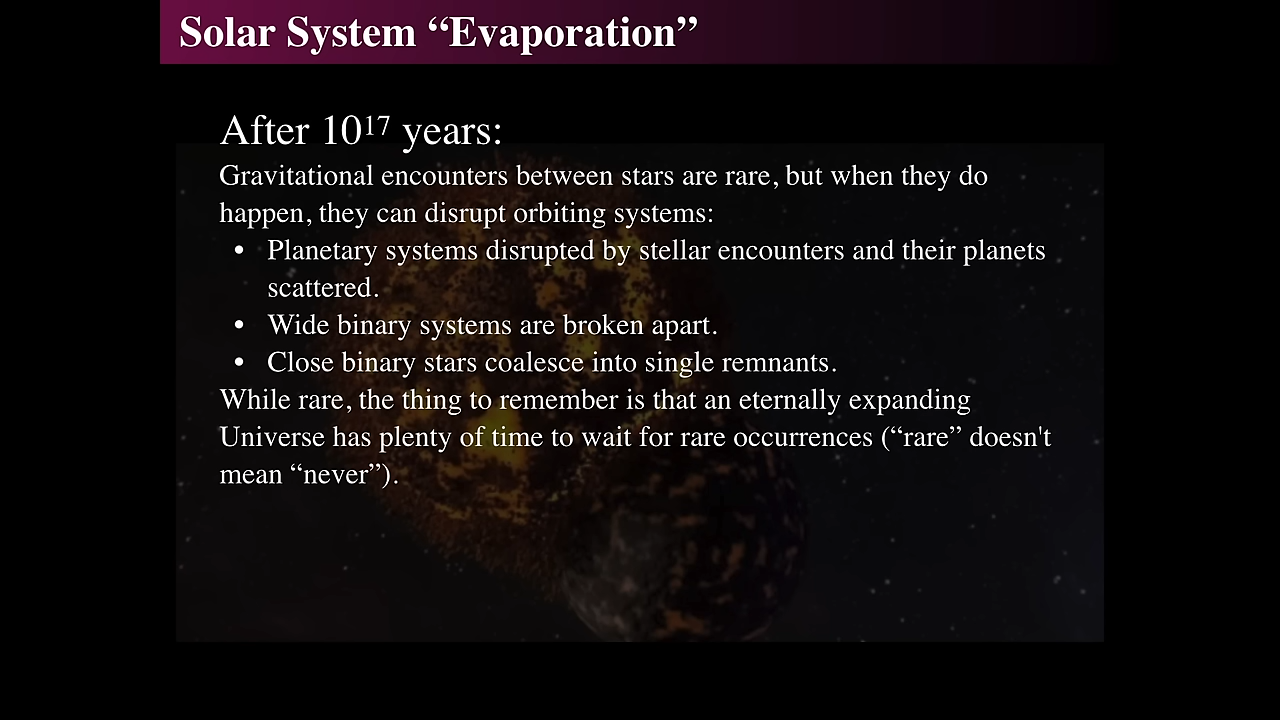 Solar System “Evaporation”
After 10¹⁷ years:
Gravitational encounters between stars are rare, but when they do
happen, they can disrupt orbiting systems:
• Planetary systems disrupted by stellar encounters and their planets
scattered.
• Wide binary systems are broken apart.
• Close binary stars coalesce into single remnants.
While rare, the thing to remember is that an eternally expanding
Universe has plenty of time to wait for rare occurrences (“rare” doesn't
mean “never”).